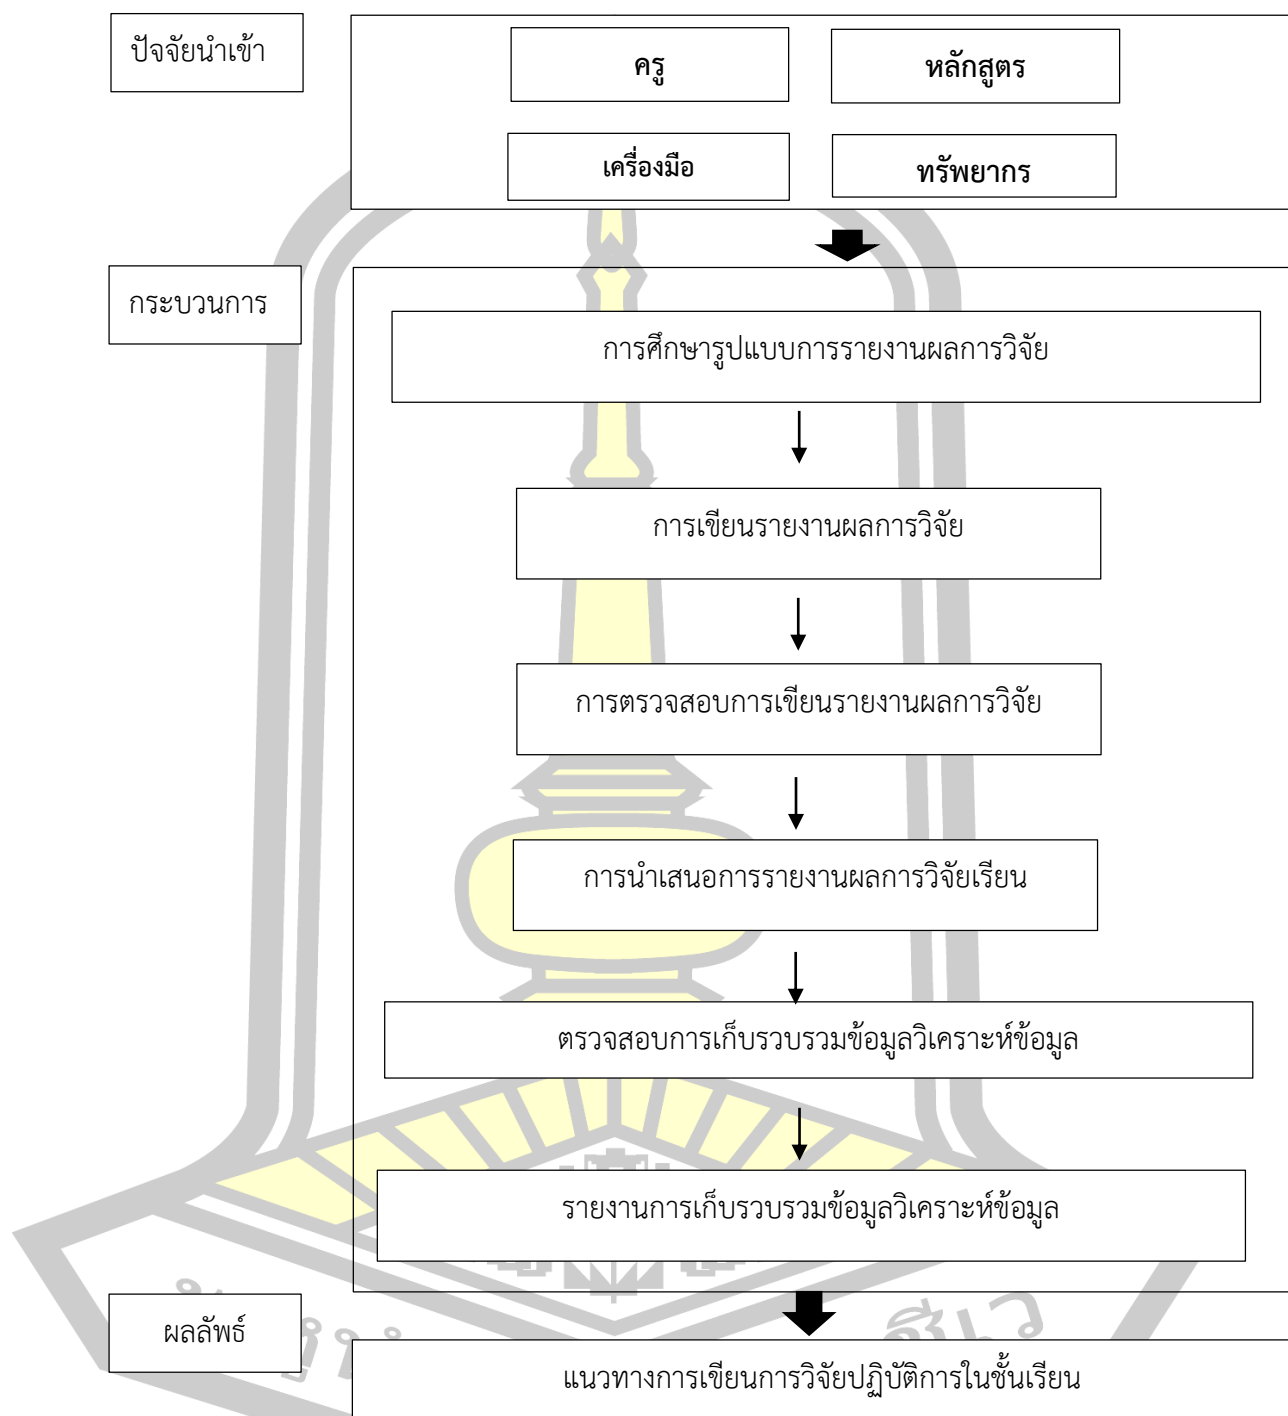 ปัจจัยนำเข้า
ครู
หลักสูตร
เครื่องมือ
ทรัพยากร
กระบวนการ
การศึกษารูปแบบการรายงานผลการวิจัย
การเขียนรายงานผลการวิจัย
การตรวจสอบการเขียนรายงานผลการวิจัย
การนำเสนอการรายงานผลการวิจัยเรียน
ตรวจสอบการเก็บรวบรวมข้อมูลวิเคราะห์ข้อมูล
รายงานการเก็บรวบรวมข้อมูลวิเคราะห์ข้อมูล
ผลลัพธ์
ชีเว
แนวทางการเขียนการวิจัยปฏิบัติการในชั้นเรียน